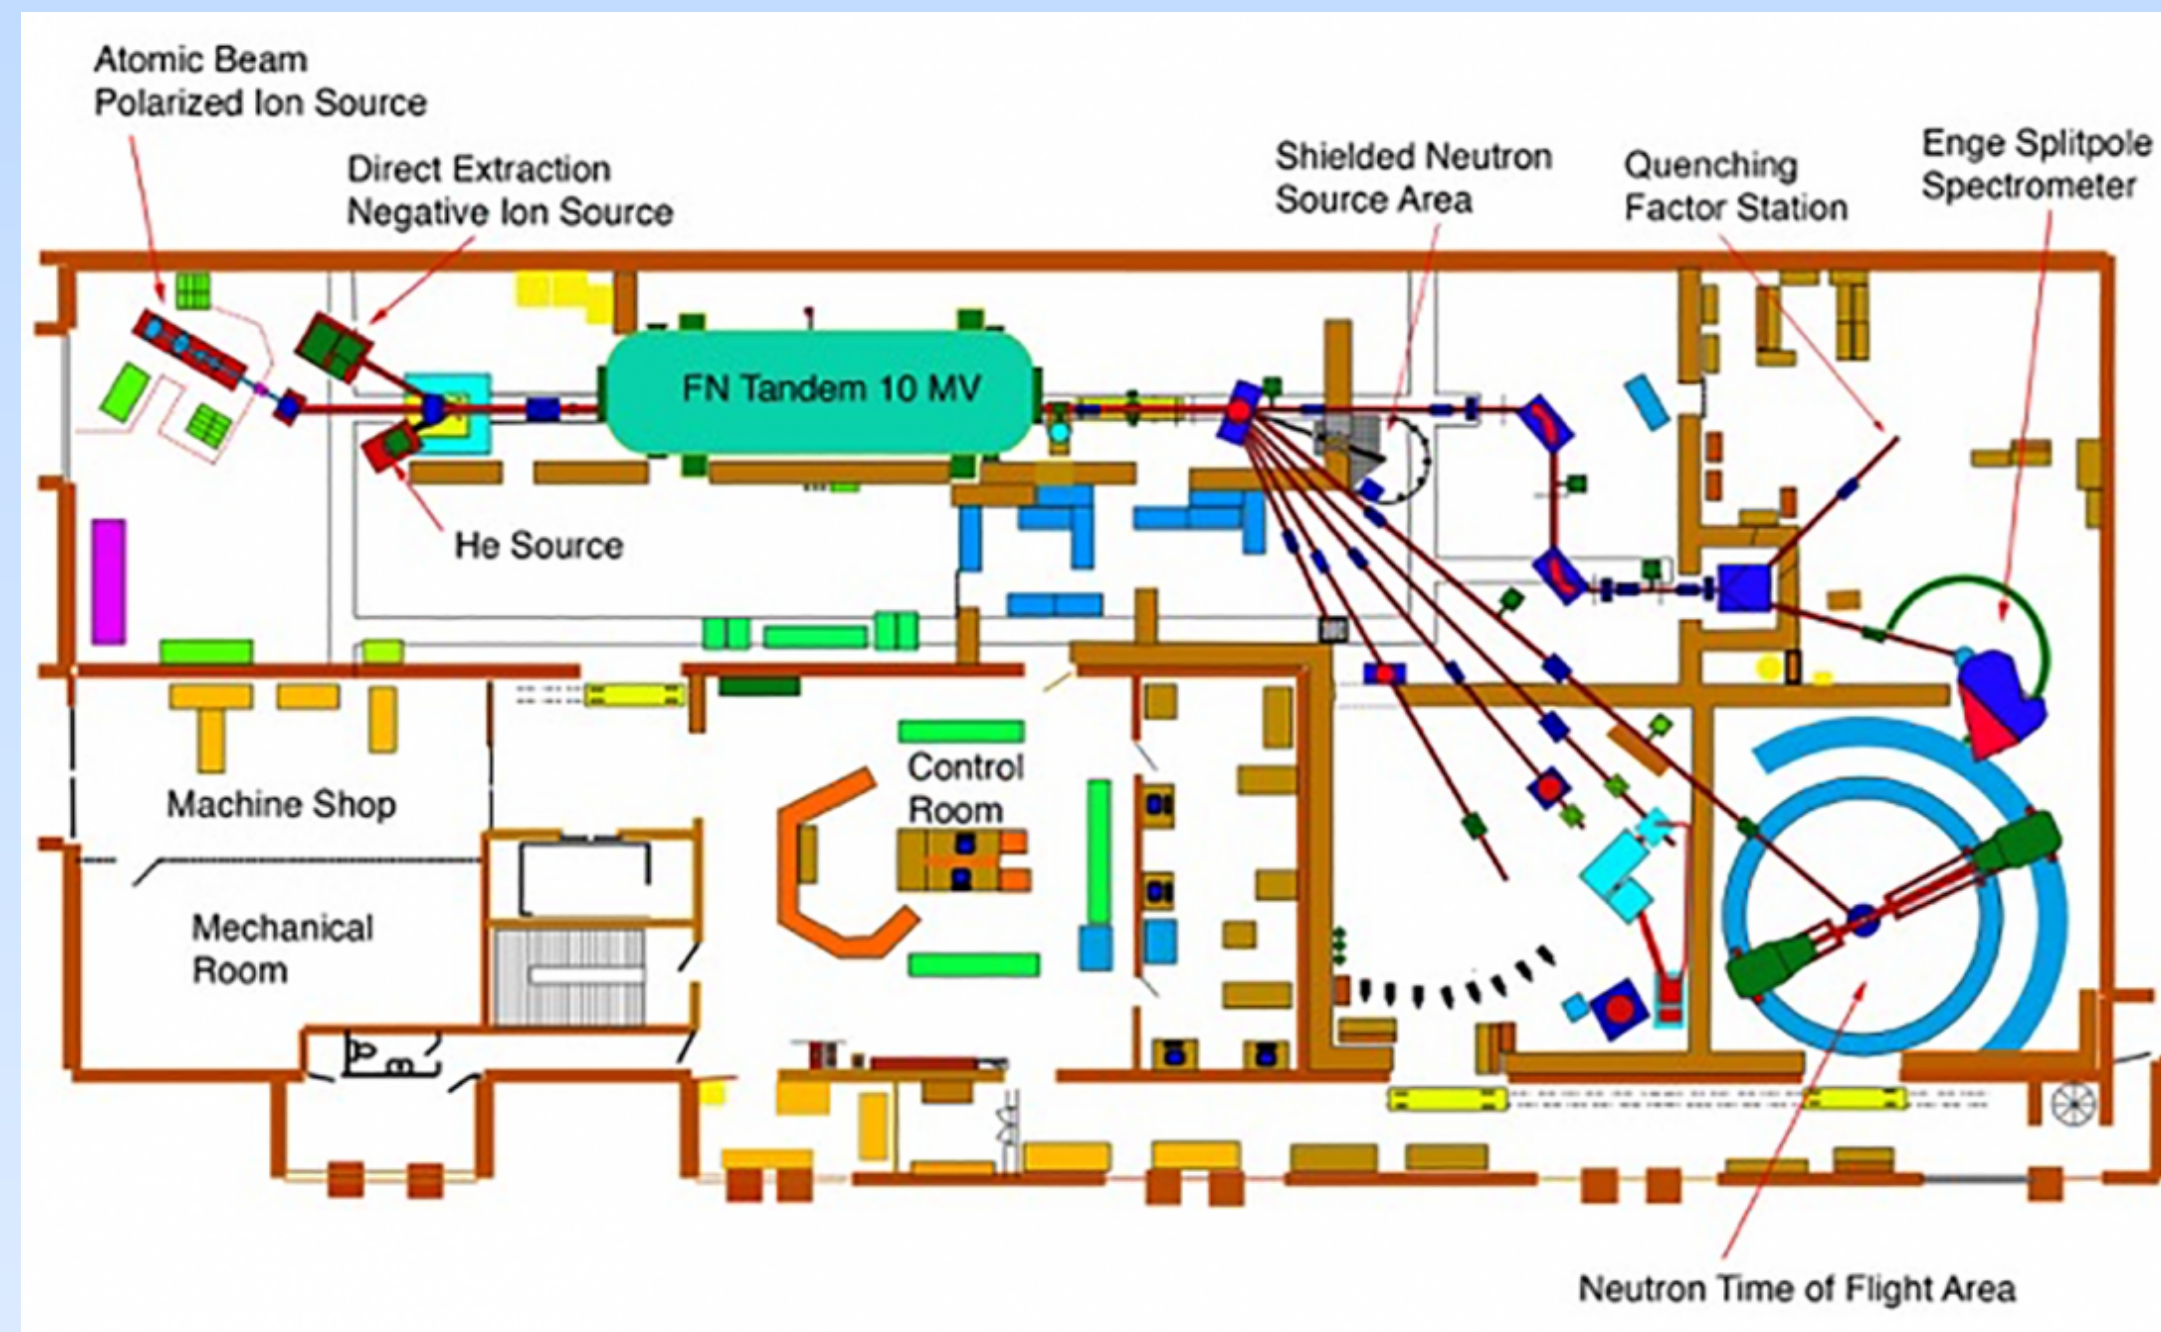 Atomic Beam
Polarized Ion Source
Direct Extraction
Negative Ion Source
Shielded Neutron
Source Area
Quenching
Factor Station
Enge Splitpole
Spectrometer
FN Tandem 10 MV
He Source
Control
Room
Machine Shop
Mechanical
Room
Neutron Time of Flight Area